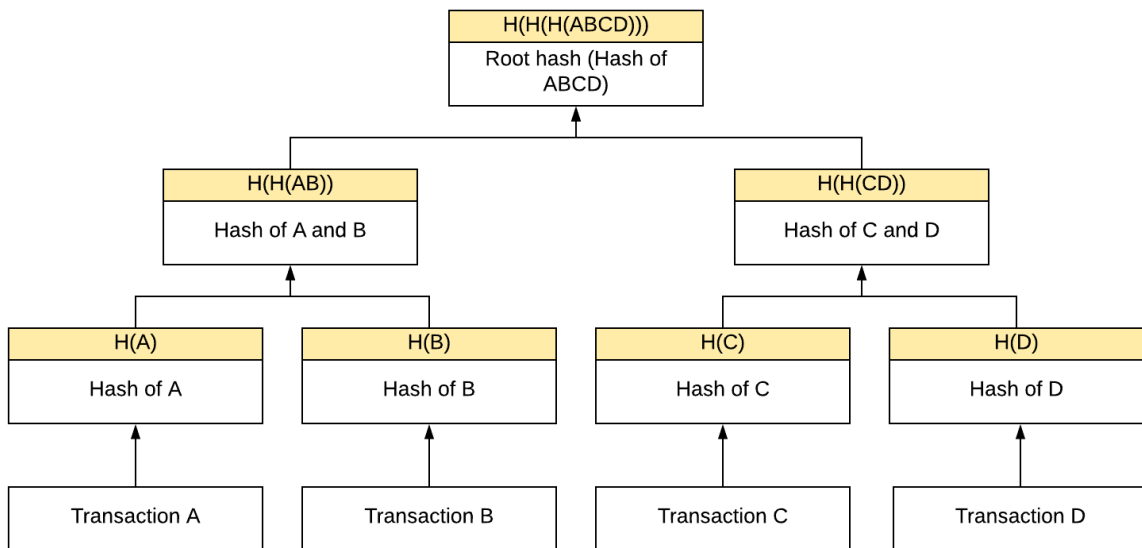 H(H(H(ABCD)))
Root hash (Hash of
ABCD)
H(H(AB))
Hash of A and B
H(H(CD))
Hash of C and D
H(A)
Hash of A
H(B)
Hash of B
H(C)
Hash of C
H(D)
Hash of D
Transaction A
Transaction B
Transaction C
Transaction D